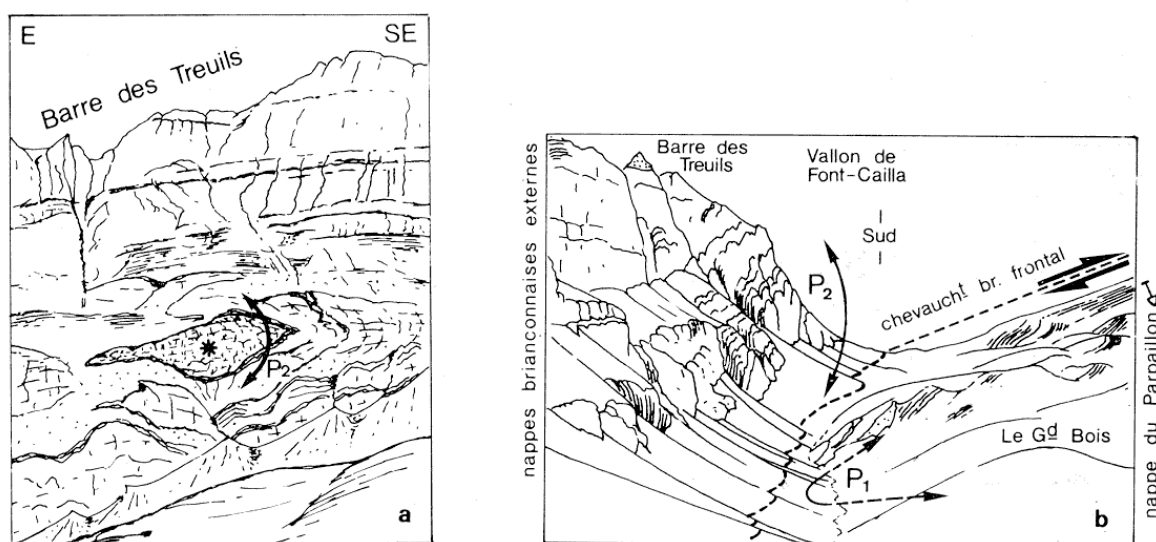 E
SE
Barre des Treuils
P₂
a
nappes briançonnaises externes
Barre des
Treuils
Vallon de
Font-Cailla
Sud
P₂
chevaucht br. frontal
Le Gd Bois
P₁
nappe du Parpaillon
b